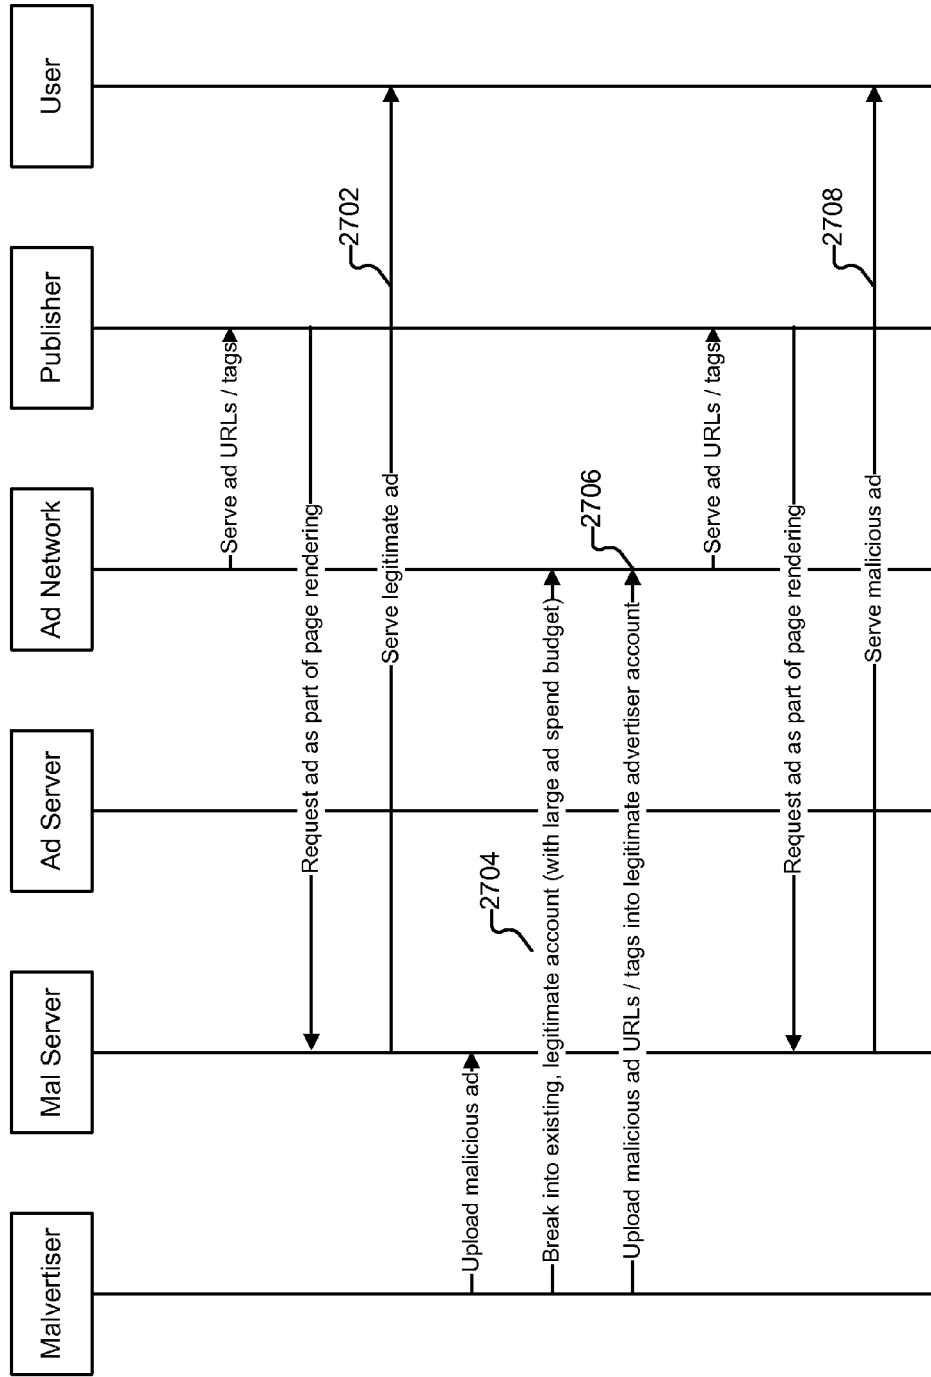 Malvertiser
Mal Server
Ad Server
Ad Network
Publisher
User
Serve ad URLs / tags
Request ad as part of page rendering
Serve legitimate ad
2702
Upload malicious ad
2704
Break into existing, legitimate account (with large ad spend budget)
2706
Upload malicious ad URLs / tags into legitimate advertiser account
Serve ad URLs / tags
Request ad as part of page rendering
2708
Serve malicious ad